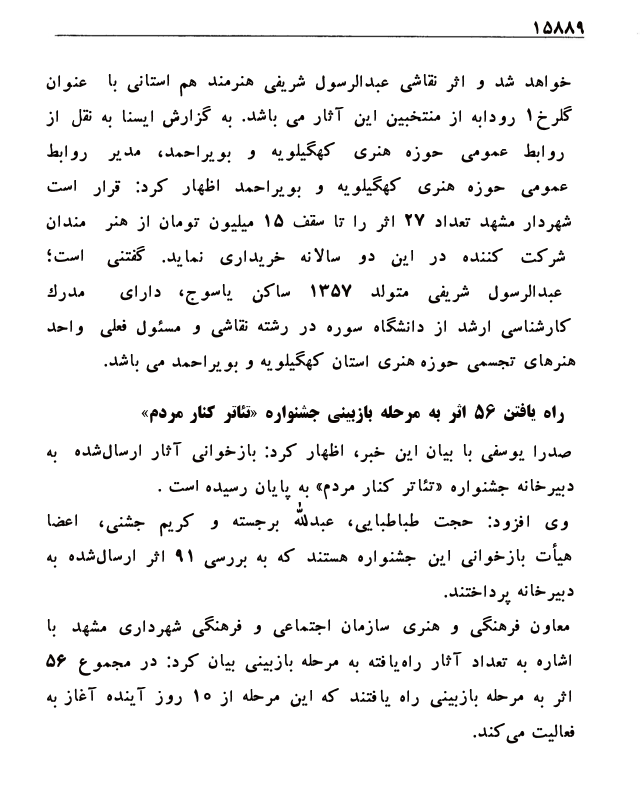 ۱۵۸۸۹
خواهد شد و اثر نقاشی عبدالرسول شریفی هنرمند هم استانی با عنوان
گلرخ۱ رودابه از منتخبین این آثار می باشد. به گزارش ایسنا به نقل از
روابط عمومی حوزه هنری کهگیلویه و بویراحمد، مدیر روابط
عمومی حوزه هنری کهگیلویه و بویراحمد اظهار کرد: قرار است
شهردار مشهد تعداد ۲۷ اثر را تا سقف ۱۵ میلیون تومان از هنر مندان
شرکت کننده در این دو سالانه خریداری نماید. گفتنی است؛
عبدالرسول شریفی متولد ۱۳۵۷ ساکن یاسوج، دارای مدرك
کارشناسی ارشد از دانشگاه سوره در رشته نقاشی و مسئول فعلی واحد
هنرهای تجسمی حوزه هنری استان کهگیلویه و بویراحمد می باشد.
راه یافتن ۵۶ اثر به مرحله بازبینی جشنواره «تئاتر کنار مردم»
صدرا یوسفی با بیان این خبر، اظهار کرد: بازخوانی آثار ارسال‌شده به
دبیرخانه جشنواره «تئاتر کنار مردم» به پایان رسیده است .
وی افزود: حجت طباطبایی، عبدلله برجسته و کریم جشنی، اعضا
هیأت بازخوانی این جشنواره هستند که به بررسی ۹۱ اثر ارسال‌شده به
دبیرخانه پرداختند.
معاون فرهنگی و هنری سازمان اجتماعی و فرهنگی شهرداری مشهد با
اشاره به تعداد آثار راه‌یافته به مرحله بازبینی بیان کرد: در مجموع ۵۶
اثر به مرحله بازبینی راه یافتند که این مرحله از ۱۰ روز آینده آغاز به
فعالیت می‌کند.